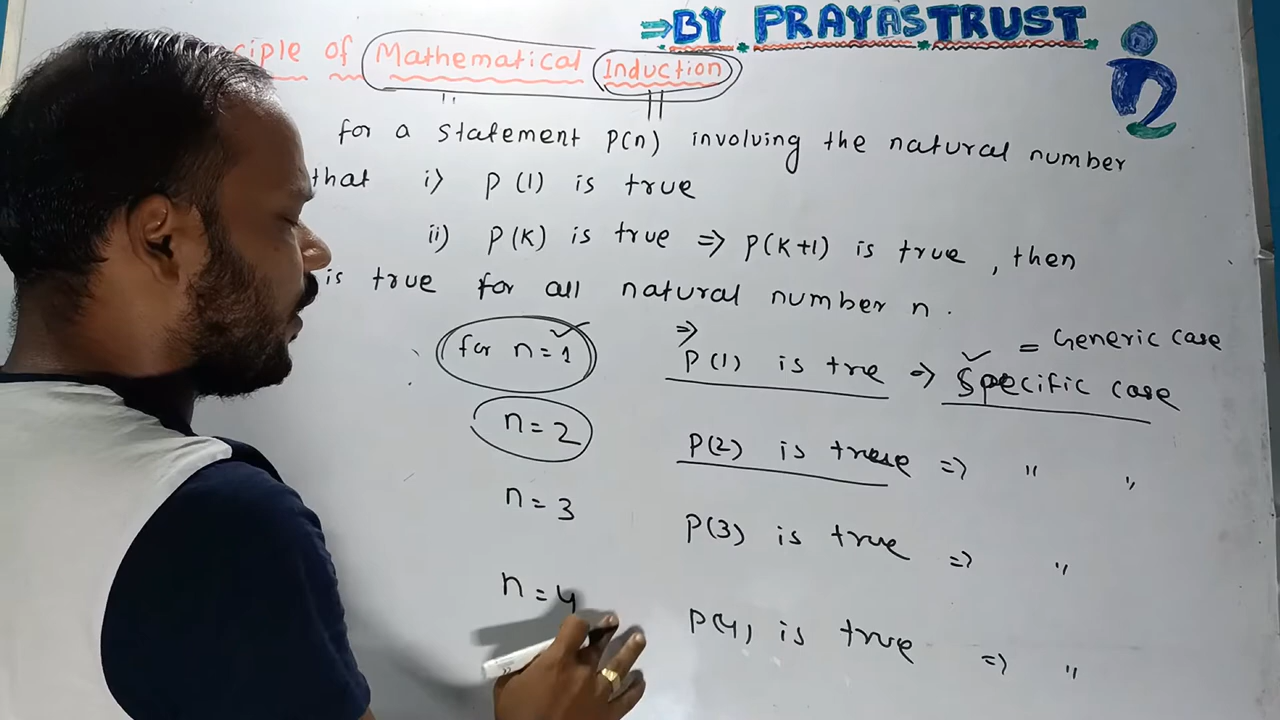 ⇒BY PRAYASTRUST
ciple of Mathematical Induction
for a statement P(n) involving the natural number
that i) P(1) is true
ii) P(K) is true ⇒ P(K+1) is true, then
is true for all natural number n.
for n=1 ✓ ⇒ P(1) is tre ⇒ Specific case ✓ = Generic case
n=2 P(2) is true ⇒ " "
n=3 P(3) is true ⇒ "
n=4 P(4) is true ⇒ "